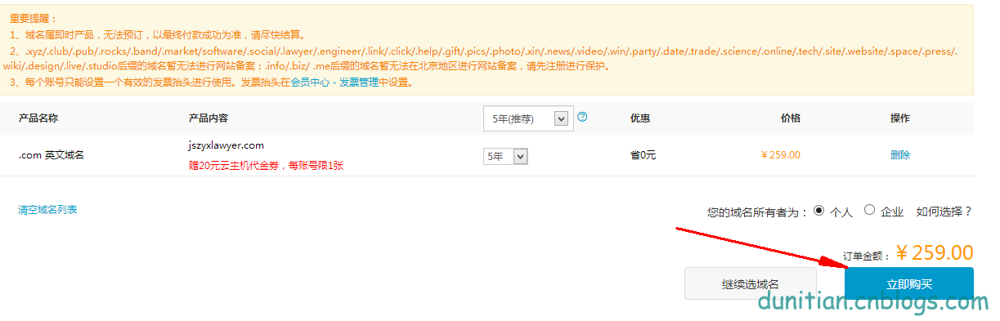 重要提醒：
1、域名属即时产品，无法预订，以最终付款成功为准，请尽快结算。
2、.xyz/.club/.pub/.rocks/.band/.market/software/.social/.lawyer/.engineer/.link/.click/.help/.gift/.pics/.photo/.xin/.news/.video/.win/.party/.date/.trade/.science/.online/.tech/.site/.website/.space/.press/.
wiki/.design/.live/.studio后缀的域名暂无法进行网站备案；.info/.biz/ .me后缀的域名暂无法在北京地区进行网站备案，请先注册进行保护。
3、每个账号只能设置一个有效的发票抬头进行使用。发票抬头在会员中心 - 发票管理中设置。
产品名称 产品内容 5年(推荐) ? 优惠 价格 操作
.com 英文域名 jszyxlawyer.com 5年 省0元 ¥259.00 删除
赠20元云主机代金券，每账号限1张
清空域名列表 您的域名所有者为： 个人 企业 如何选择？
订单金额：¥259.00
继续选域名 立即购买
dunitian.cnblogs.com